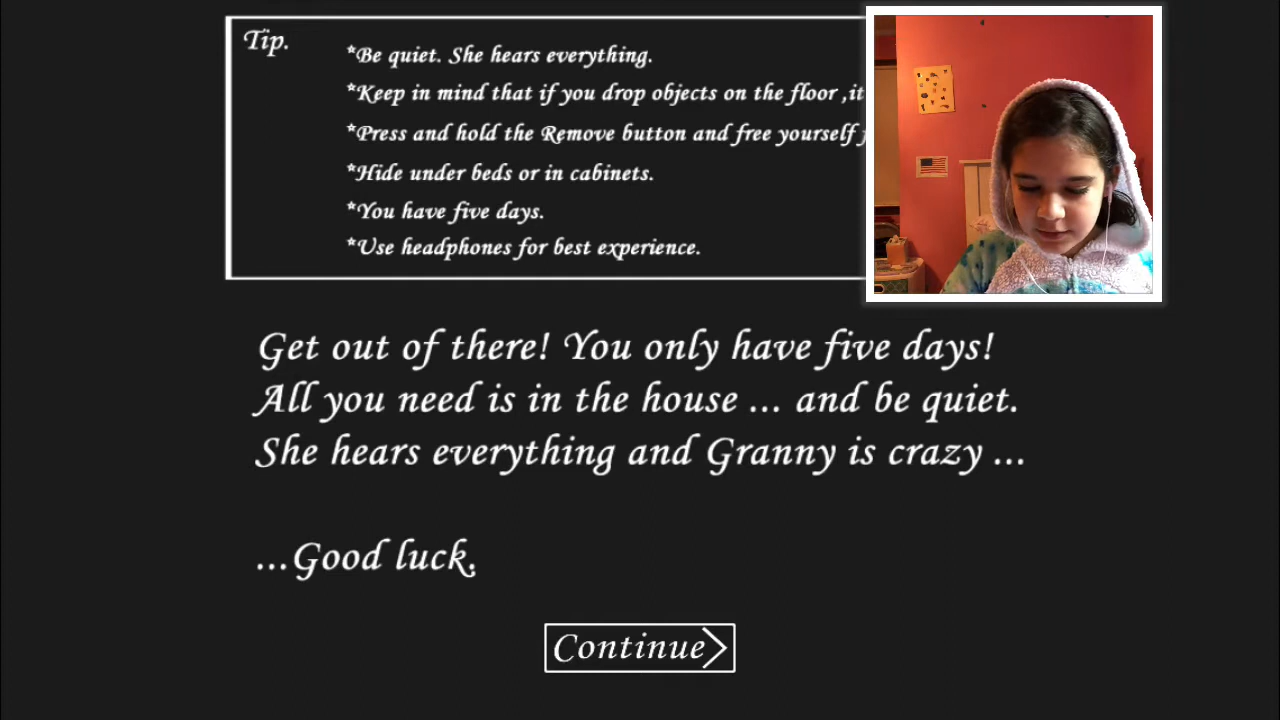 Tip.
*Be quiet. She hears everything.
*Keep in mind that if you drop objects on the floor ,it
*Press and hold the Remove button and free yourself
*Hide under beds or in cabinets.
*You have five days.
*Use headphones for best experience.
Get out of there! You only have five days!
All you need is in the house ... and be quiet.
She hears everything and Granny is crazy ...
...Good luck.
Continue>